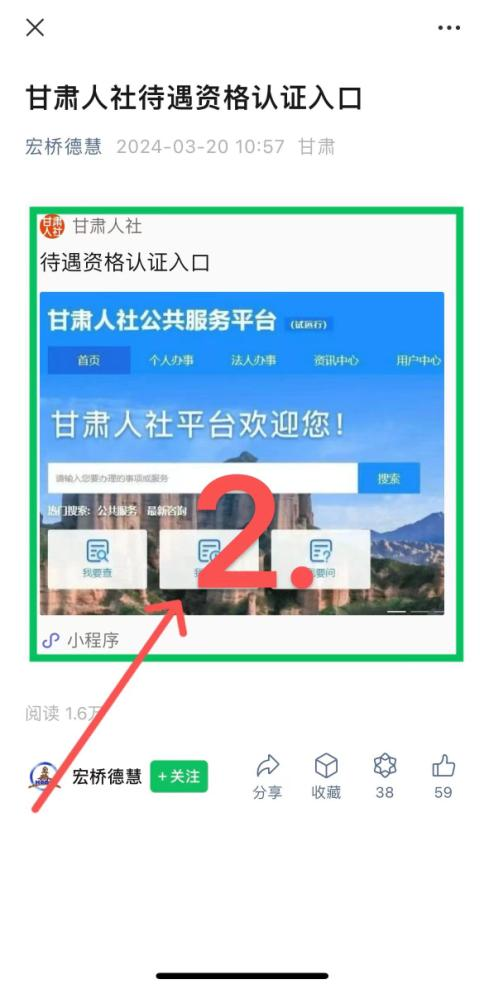 甘肃人社待遇资格认证入口
宏桥德慧 2024-03-20 10:57 甘肃
甘肃人社
甘肃人社
待遇资格认证入口
甘肃人社公共服务平台 (试运行)
首页 个人办事 法人办事 资讯中心 用户中心
甘肃人社平台欢迎您!
请输入您要办理的事项或服务 搜索
热门搜索: 公共服务 最新咨询
我要查 我 要问
2.
小程序
阅读 1.6万
宏桥德慧 +关注 分享 收藏 38 59